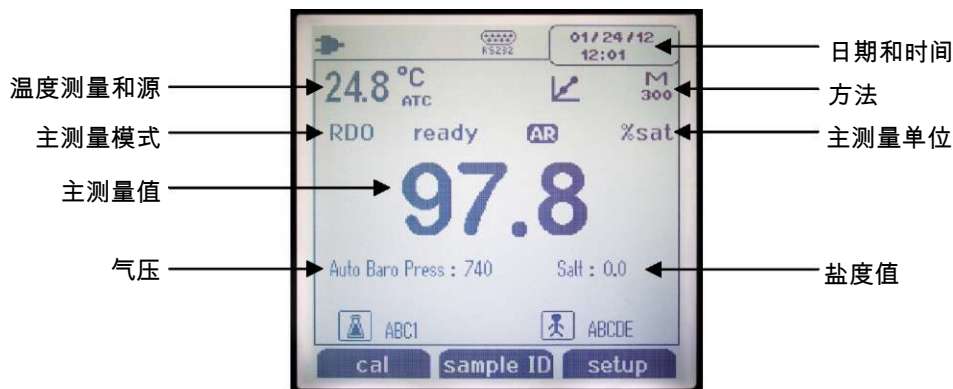 RS232
01/24/12
12:01
日期和时间
温度测量和源
24.8 °C
ATC
M
300
方法
主测量模式
RDO ready AR %sat
主测量单位
主测量值
97.8
气压
Auto Baro Press : 740 Salt : 0.0
盐度值
ABC1 ABCDE
cal sample ID setup